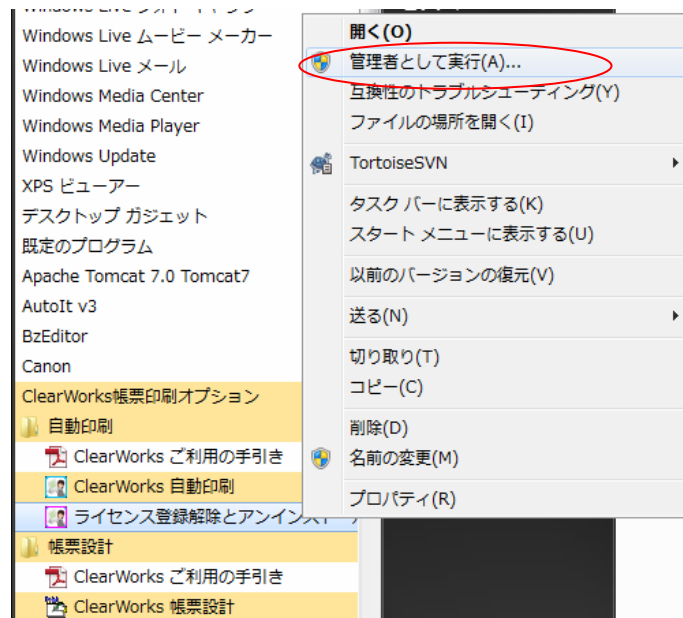 Windows Live ムービー メーカー
Windows Live メール
Windows Media Center
Windows Media Player
Windows Update
XPS ビューアー
デスクトップ ガジェット
既定のプログラム
Apache Tomcat 7.0 Tomcat7
AutoIt v3
BzEditor
Canon
ClearWorks帳票印刷オプション
自動印刷
ClearWorks ご利用の手引き
ClearWorks 自動印刷
ライセンス登録解除とアンインストー
帳票設計
ClearWorks ご利用の手引き
ClearWorks 帳票設計
開く(O)
管理者として実行(A)...
互換性のトラブルシューティング(Y)
ファイルの場所を開く(I)
TortoiseSVN
タスク バーに表示する(K)
スタート メニューに表示する(U)
以前のバージョンの復元(V)
送る(N)
切り取り(T)
コピー(C)
削除(D)
名前の変更(M)
プロパティ(R)